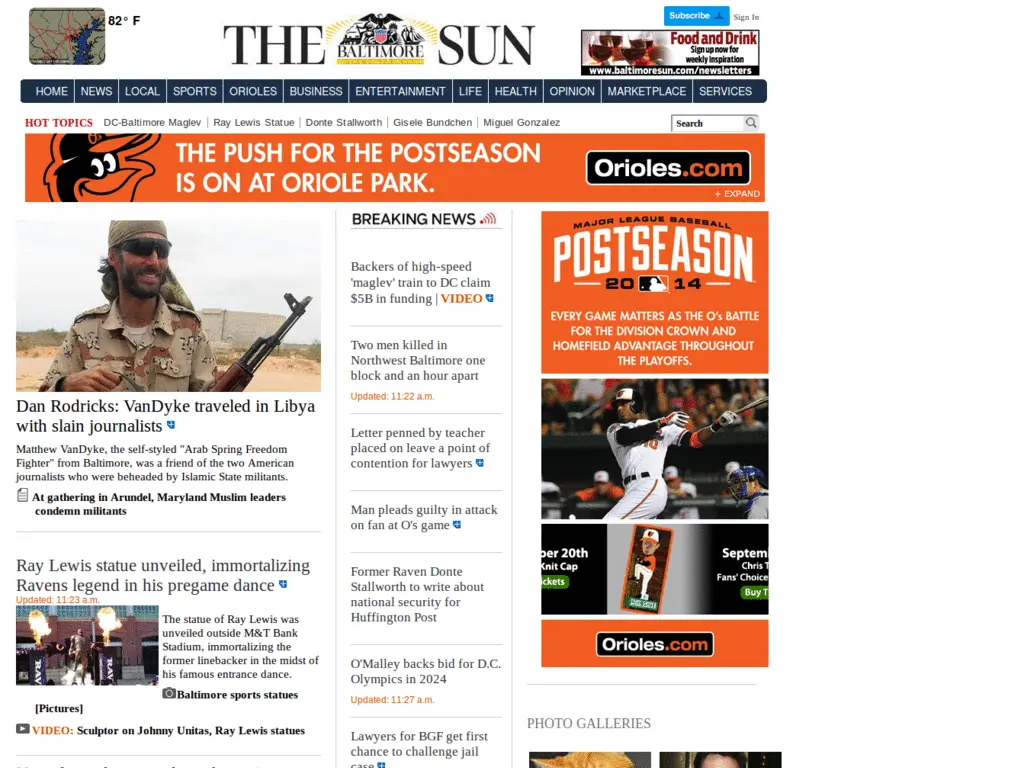 82° F
THE BALTIMORE SUN
Subscribe
Sign In
Food and Drink
Sign up now for
weekly inspiration
www.baltimoresun.com/newsletters
HOME NEWS LOCAL SPORTS ORIOLES BUSINESS ENTERTAINMENT LIFE HEALTH OPINION MARKETPLACE SERVICES
HOT TOPICS DC-Baltimore Maglev Ray Lewis Statue Donte Stallworth Gisele Bundchen Miguel Gonzalez
Search
THE PUSH FOR THE POSTSEASON
IS ON AT ORIOLE PARK.
Orioles.com
+ EXPAND
Dan Rodricks: VanDyke traveled in Libya
with slain journalists
Matthew VanDyke, the self-styled "Arab Spring Freedom
Fighter" from Baltimore, was a friend of the two American
journalists who were beheaded by Islamic State militants.
At gathering in Arundel, Maryland Muslim leaders
condemn militants
Ray Lewis statue unveiled, immortalizing
Ravens legend in his pregame dance
Updated: 11:23 a.m.
The statue of Ray Lewis was
unveiled outside M&T Bank
Stadium, immortalizing the
former linebacker in the midst of
his famous entrance dance.
Baltimore sports statues
[Pictures]
VIDEO: Sculptor on Johnny Unitas, Ray Lewis statues
BREAKING NEWS
Backers of high-speed
'maglev' train to DC claim
$5B in funding | VIDEO
Two men killed in
Northwest Baltimore one
block and an hour apart
Updated: 11:22 a.m.
Letter penned by teacher
placed on leave a point of
contention for lawyers
Man pleads guilty in attack
on fan at O's game
Former Raven Donte
Stallworth to write about
national security for
Huffington Post
O'Malley backs bid for D.C.
Olympics in 2024
Updated: 11:27 a.m.
Lawyers for BGF get first
chance to challenge jail
case
MAJOR LEAGUE BASEBALL
POSTSEASON
2014
EVERY GAME MATTERS AS THE O's BATTLE
FOR THE DIVISION CROWN AND
HOMEFIELD ADVANTAGE THROUGHOUT
THE PLAYOFFS.
ber 20th
Knit Cap
ickets
Septem
Chris T
Fans' Choice
Buy T
Orioles.com
PHOTO GALLERIES